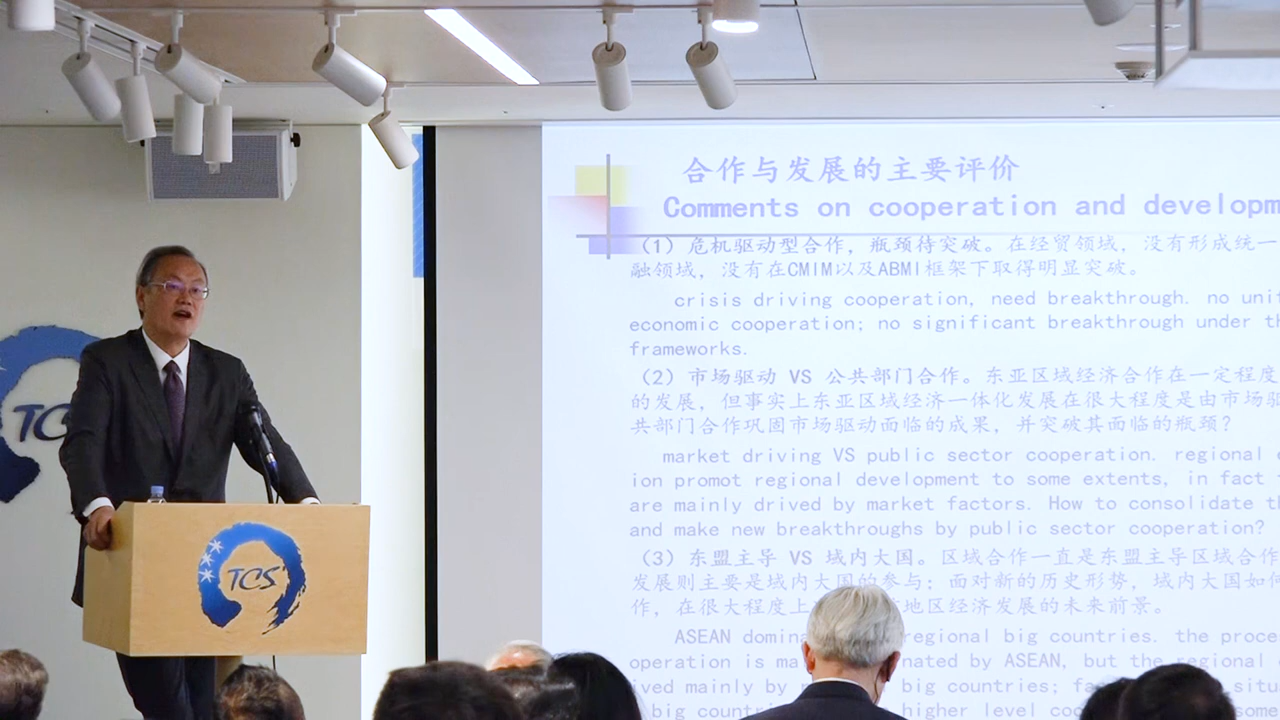 合作与发展的主要评价
Comments on cooperation and developm
（1）危机驱动型合作，瓶颈待突破。在经贸领域，没有形成统一
融领域，没有在CMIM以及ABMI框架下取得明显突破。
crisis driving cooperation, need breakthrough. no uni
economic cooperation; no significant breakthrough under th
frameworks.
（2）市场驱动 VS 公共部门合作。东亚区域经济合作在一定程度
的发展，但事实上东亚区域经济一体化发展在很大程度是由市场驱
共部门合作巩固市场驱动面临的成果，并突破其面临的瓶颈？
market driving VS public sector cooperation. regional
ion promot regional development to some extents, in fact
are mainly drived by market factors. How to consolidate th
and make new breakthroughs by public sector cooperation?
（3）东盟主导 VS 域内大国。区域合作一直是东盟主导区域合作
发展则主要是域内大国的参与；面对新的历史形势，域内大国如何
作，在很大程度上 地区经济发展的未来前景。
ASEAN domina regional big countries. the proce
operation is ma nated by ASEAN, but the regional
ived mainly by big countries; fa situ
big countri higher level coo some
TC
TCS